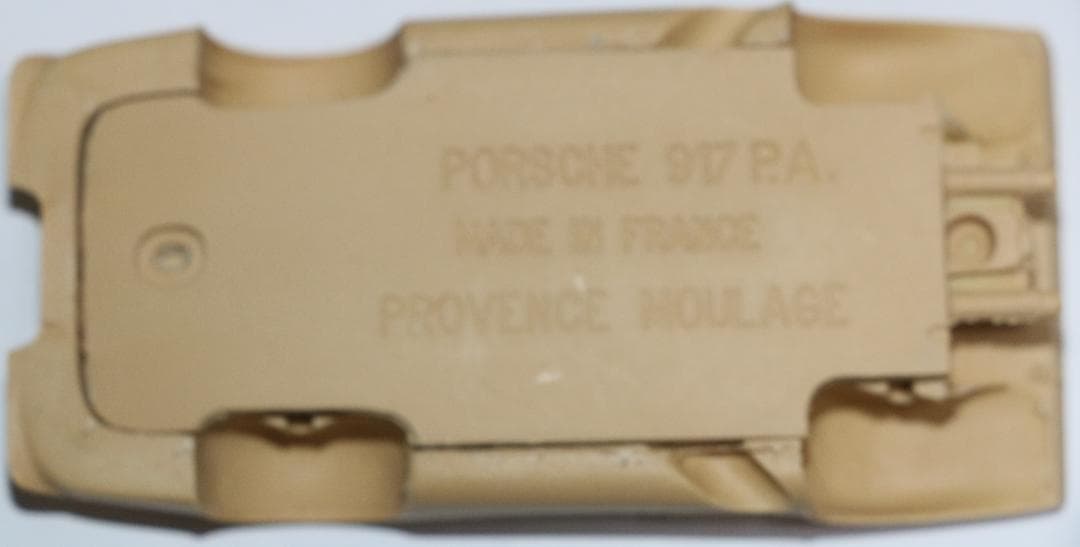 PORSCHE 917 P.A.
MADE IN FRANCE
PROVENCE MOULAGE